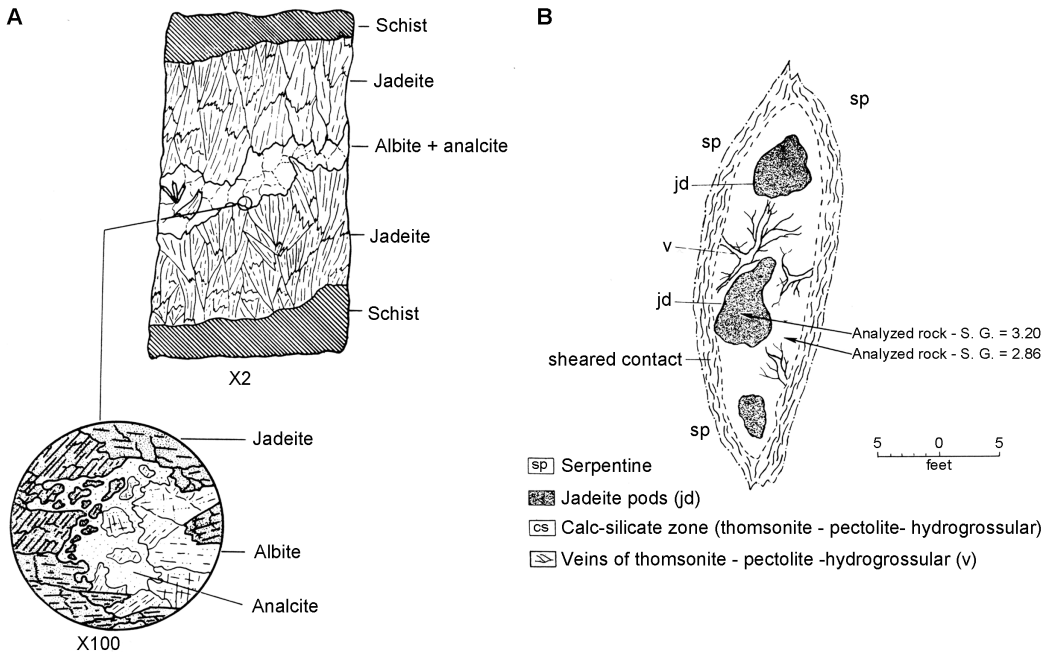 A
Schist
Jadeite
Albite + analcite
Jadeite
Schist
X2
Jadeite
Albite
Analcite
X100
B
sp
sp
jd
v
jd
Analyzed rock - S. G. = 3.20
Analyzed rock - S. G. = 2.86
sheared contact
sp
5 0 5
feet
sp Serpentine
Jadeite pods (jd)
cs Calc-silicate zone (thomsonite - pectolite- hydrogrossular)
Veins of thomsonite - pectolite -hydrogrossular (v)